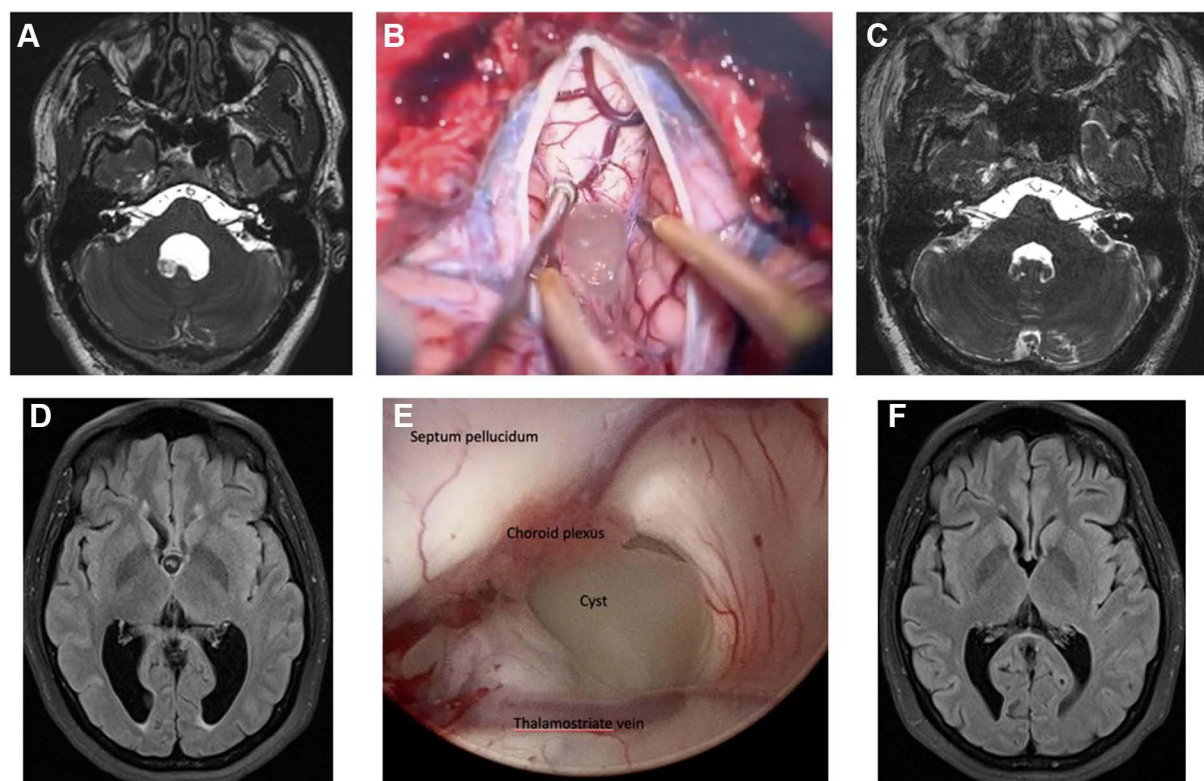 A
B
C
D
E
F
Septum pellucidum
Choroid plexus
Cyst
Thalamostriate vein